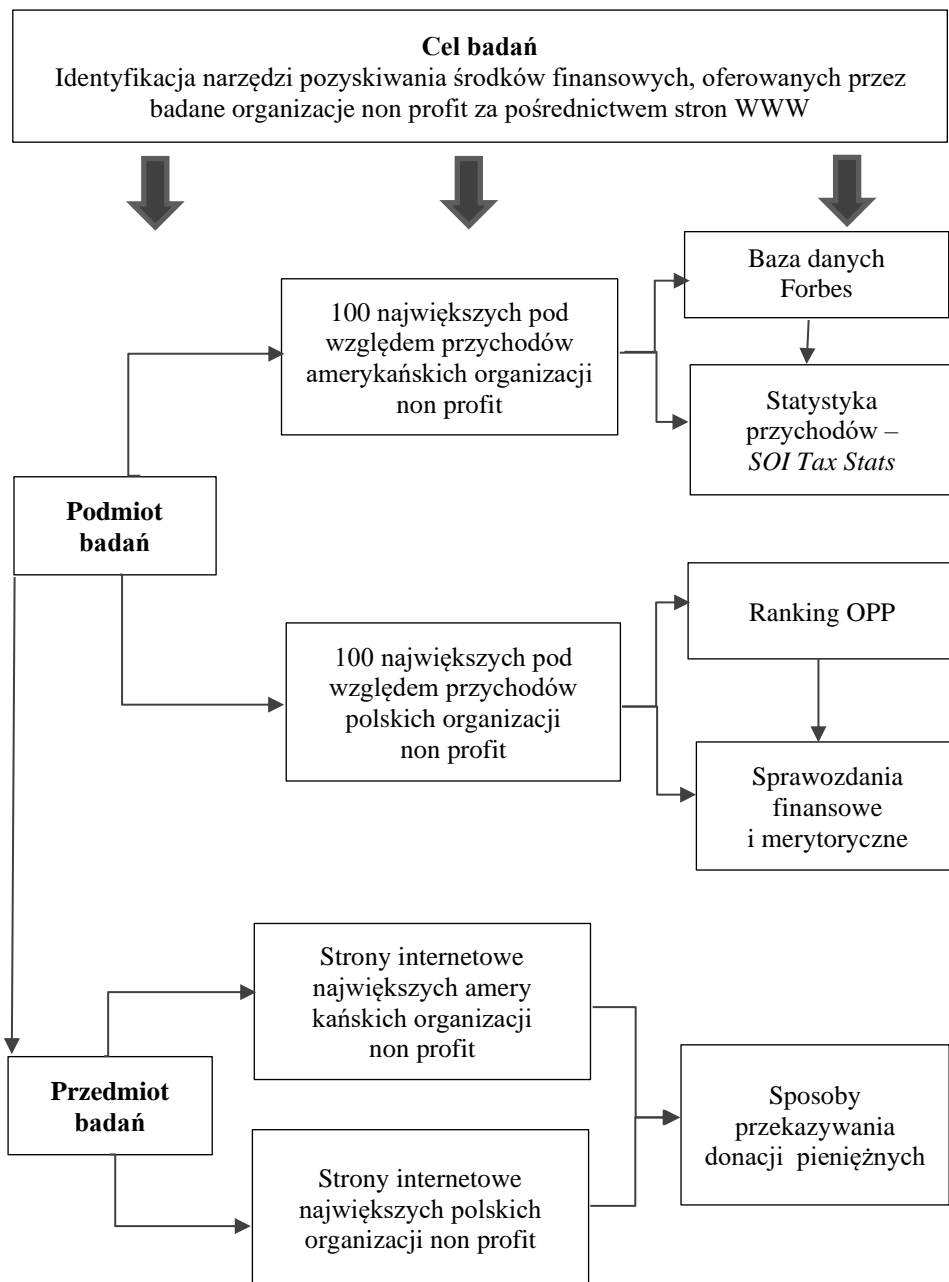 Cel badań
Identyfikacja narzędzi pozyskiwania środków finansowych, oferowanych przez
badane organizacje non profit za pośrednictwem stron WWW
Baza danych
Forbes
100 największych pod
względem przychodów
amerykańskich organizacji
non profit
Statystyka
przychodów –
SOI Tax Stats
Podmiot
badań
Ranking OPP
100 największych pod
względem przychodów
polskich organizacji
non profit
Sprawozdania
finansowe
i merytoryczne
Strony internetowe
największych amery
kańskich organizacji
non profit
Przedmiot
badań
Sposoby
przekazywania
donacji pieniężnych
Strony internetowe
największych polskich
organizacji non profit